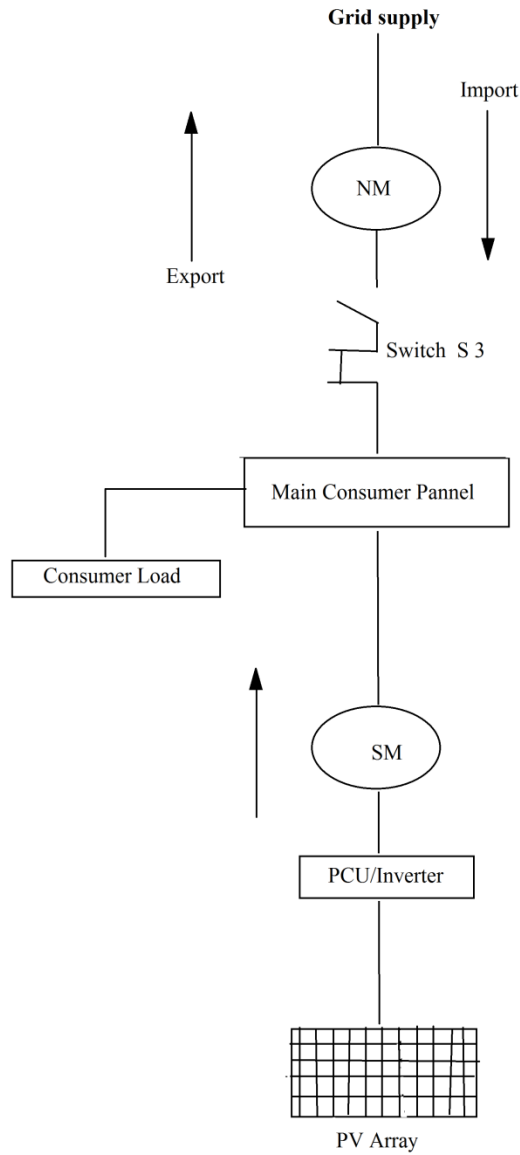 Grid supply
Import
NM
Export
Switch S 3
Main Consumer Pannel
Consumer Load
SM
PCU/Inverter
PV Array